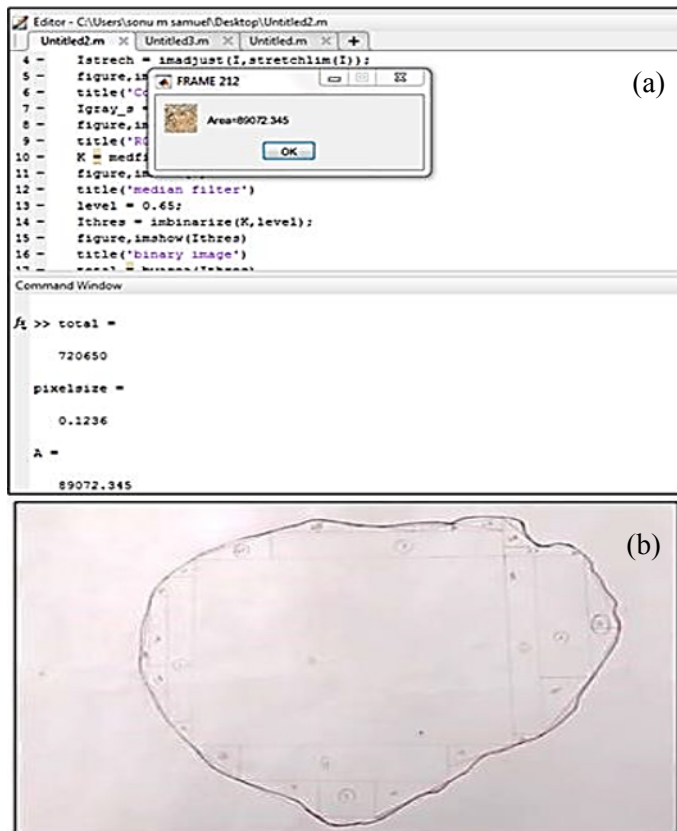 Editor - C:\Users\sonu m samuel\Desktop\Untitled2.m
Untitled2.m × Untitled3.m × Untitled.m × +
(a)
4 - Istrech = imadjust(I,stretchlim(I));
5 - figure,im
6 - title('Co
7 - Igray_s =
8 - figure,im
9 - title('RG
10 - K = medfi
11 - figure,im
12 - title('median filter')
13 - level = 0.65;
14 - Ithres = imbinarize(K,level);
15 - figure,imshow(Ithres)
16 - title('binary image')
FRAME 212
Area=89072.345
OK
Command Window
fx >> total =
720650
pixelsize =
0.1236
A =
89072.345
(b)